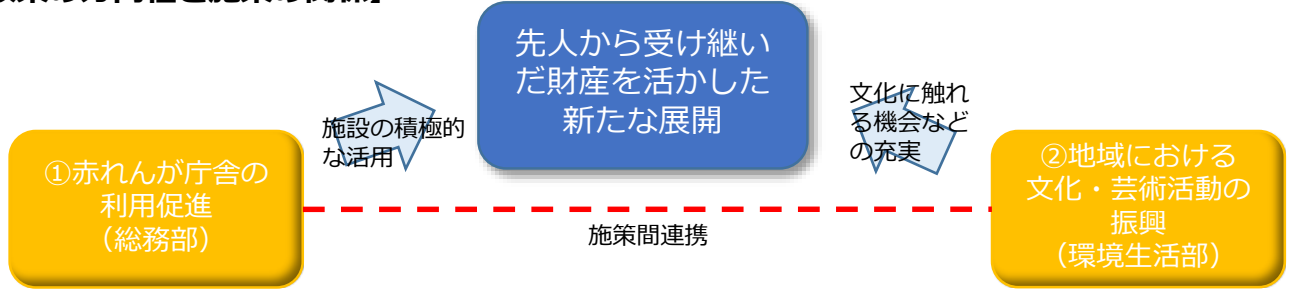 先人から受け継い
だ財産を活かした
新たな展開
施設の積極的
な活用
文化に触れ
る機会など
の充実
①赤れんが庁舎の
利用促進
（総務部）
②地域における
文化・芸術活動の
振興
（環境生活部）
施策間連携